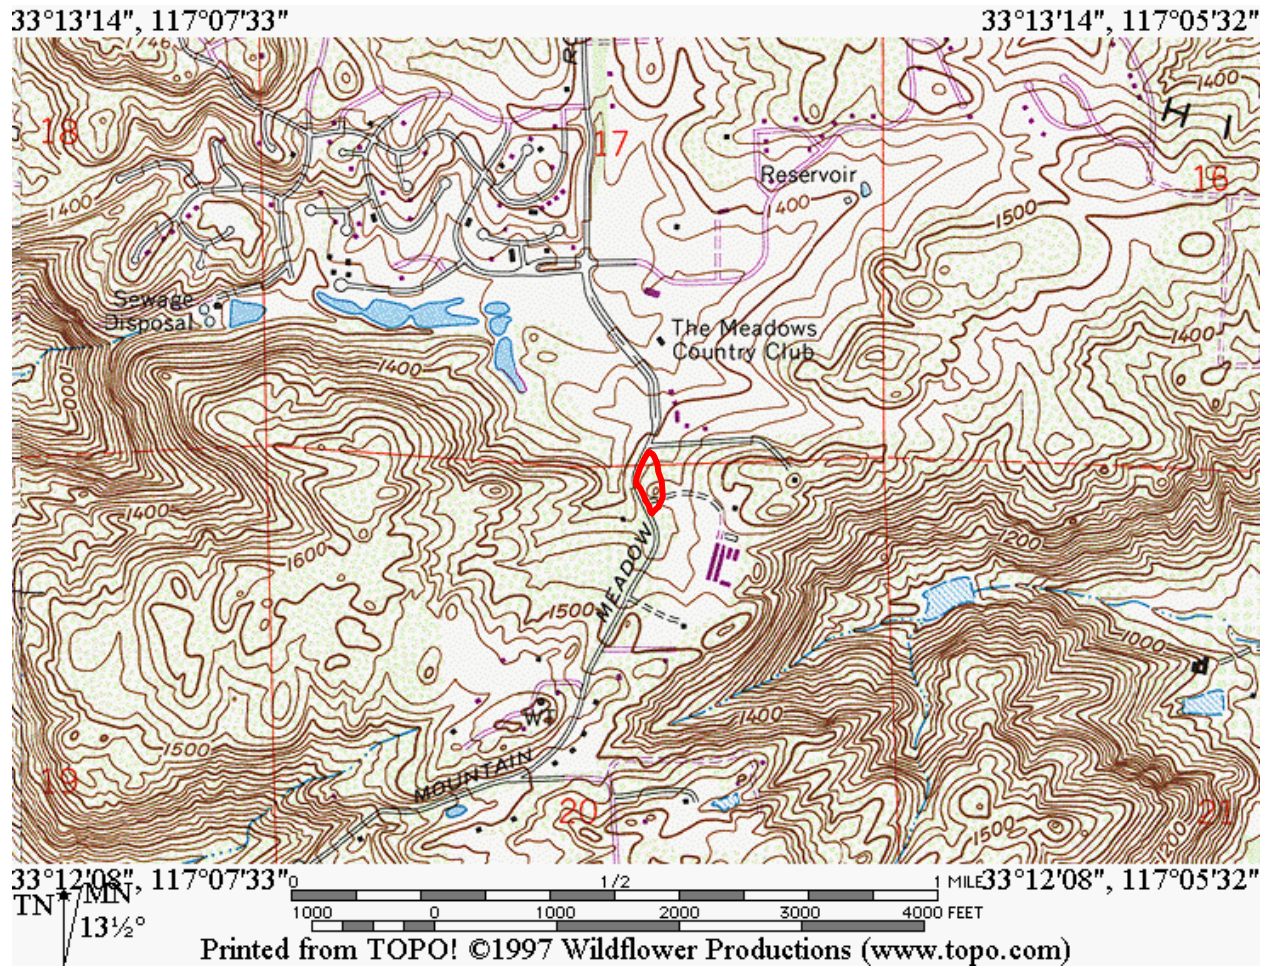 33°13'14", 117°07'33" 33°13'14", 117°05'32"
1746
R
1400
18
17
H I
Reservoir
16
1400
400
1500
Sewage
Disposal
The Meadows
Country Club
1400
1400
1000
1400
1200
1600
MEADOW
1500
1000
R
WT
1400
1500
MOUNTAIN
19
20
P
21
1500
1200
33°12'08", 117°07'33" 33°12'08", 117°05'32"
0 1/2 1 MILE
TN MN
13½°
1000 0 1000 2000 3000 4000 FEET
Printed from TOPO! ©1997 Wildflower Productions (www.topo.com)